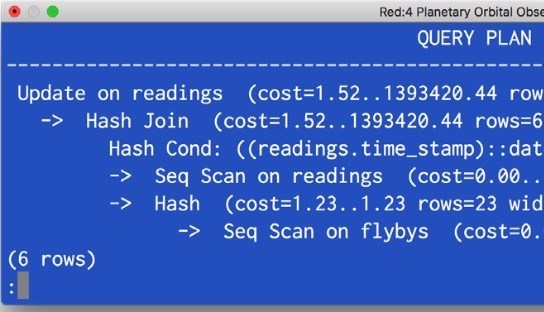 Red:4 Planetary Orbital Obse
QUERY PLAN
---------------------------------------------------
Update on readings (cost=1.52..1393420.44 row
-> Hash Join (cost=1.52..1393420.44 rows=6
Hash Cond: ((readings.time_stamp)::dat
-> Seq Scan on readings (cost=0.00..
-> Hash (cost=1.23..1.23 rows=23 wid
-> Seq Scan on flybys (cost=0.
(6 rows)
: